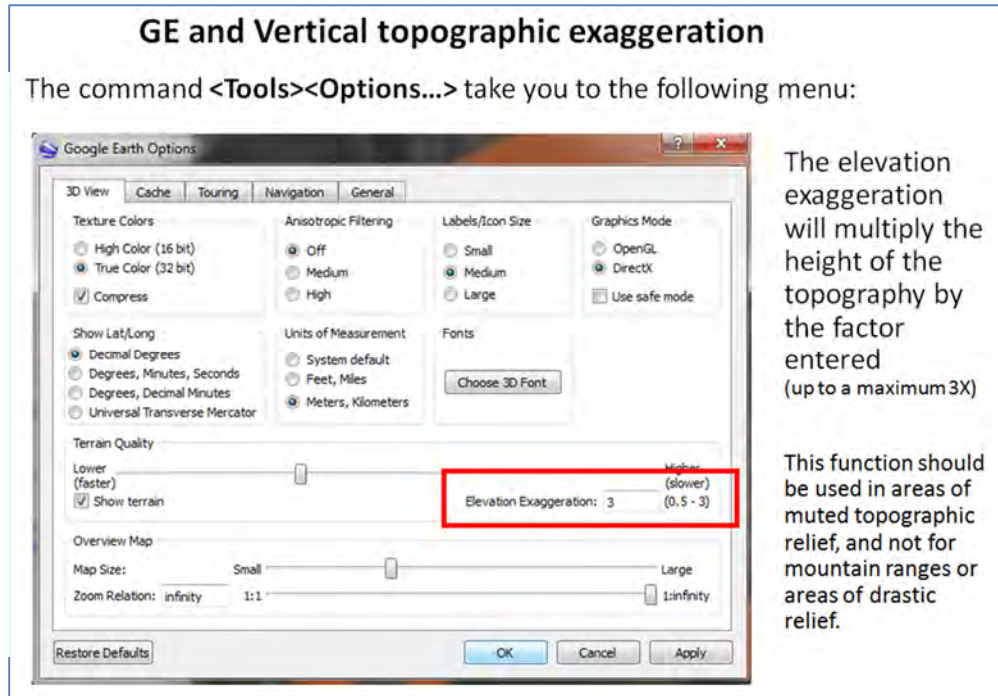 GE and Vertical topographic exaggeration
The command <Tools><Options...> take you to the following menu:
Google Earth Options
3D View Cache Touring Navigation General
Texture Colors
High Color (16 bit)
True Color (32 bit)
Compress
Anisotropic Filtering
Off
Medium
High
Labels/Icon Size
Small
Medium
Large
Graphics Mode
OpenGL
DirectX
Use safe mode
Show Lat/Long
Decimal Degrees
Degrees, Minutes, Seconds
Degrees, Decimal Minutes
Universal Transverse Mercator
Units of Measurement
System default
Feet, Miles
Meters, Kilometers
Fonts
Choose 3D Font
Terrain Quality
Lower
(faster)
Higher
(slower)
Show terrain
Elevation Exaggeration: 3 (0.5 - 3)
Overview Map
Map Size: Small Large
Zoom Relation: infinity 1:1 1:infinity
Restore Defaults OK Cancel Apply
The elevation
exaggeration
will multiply the
height of the
topography by
the factor
entered
(up to a maximum 3X)
This function should
be used in areas of
muted topographic
relief, and not for
mountain ranges or
areas of drastic
relief.